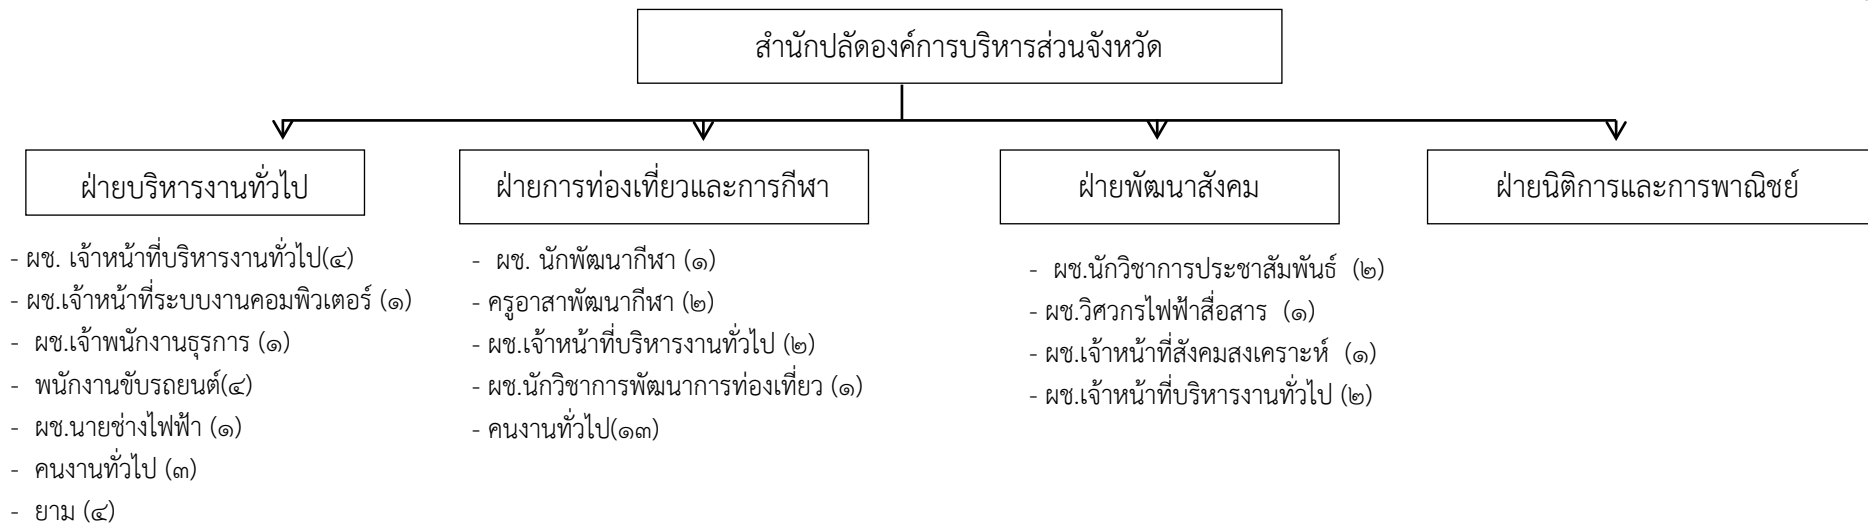 สำนักปลัดองค์การบริหารส่วนจังหวัด
ฝ่ายบริหารงานทั่วไป
- ผช. เจ้าหน้าที่บริหารงานทั่วไป(๔)
- ผช.เจ้าหน้าที่ระบบงานคอมพิวเตอร์ (๑)
- ผช.เจ้าพนักงานธุรการ (๑)
- พนักงานขับรถยนต์(๔)
- ผช.นายช่างไฟฟ้า (๑)
- คนงานทั่วไป (๓)
- ยาม (๔)
ฝ่ายการท่องเที่ยวและการกีฬา
- ผช. นักพัฒนากีฬา (๑)
- ครูอาสาพัฒนากีฬา (๒)
- ผช.เจ้าหน้าที่บริหารงานทั่วไป (๒)
- ผช.นักวิชาการพัฒนาการท่องเที่ยว (๑)
- คนงานทั่วไป(๑๓)
ฝ่ายพัฒนาสังคม
- ผช.นักวิชาการประชาสัมพันธ์ (๒)
- ผช.วิศวกรไฟฟ้าสื่อสาร (๑)
- ผช.เจ้าหน้าที่สังคมสงเคราะห์ (๑)
- ผช.เจ้าหน้าที่บริหารงานทั่วไป (๒)
ฝ่ายนิติการและการพาณิชย์